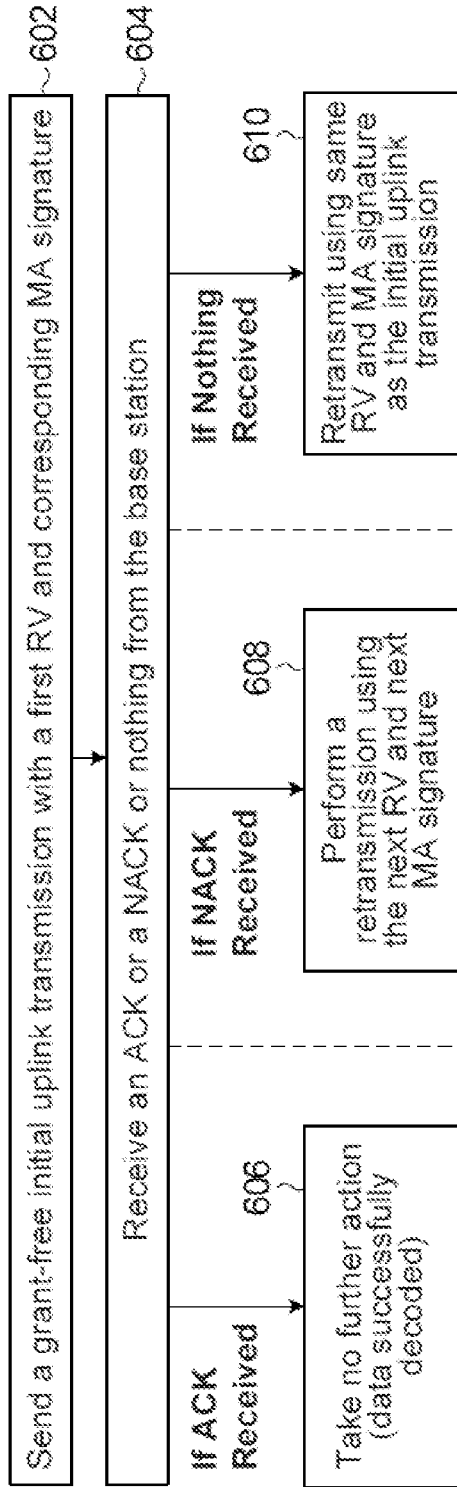 Send a grant-free initial uplink transmission with a first RV and corresponding MA signature
602
Receive an ACK or a NACK or nothing from the base station
604
If ACK
Received
606
Take no further action
(data successfully
decoded)
If NACK
Received
608
Perform a
retransmission using
the next RV and next
MA signature
If Nothing
Received
610
Retransmit using same
RV and MA signature
as the initial uplink
transmission